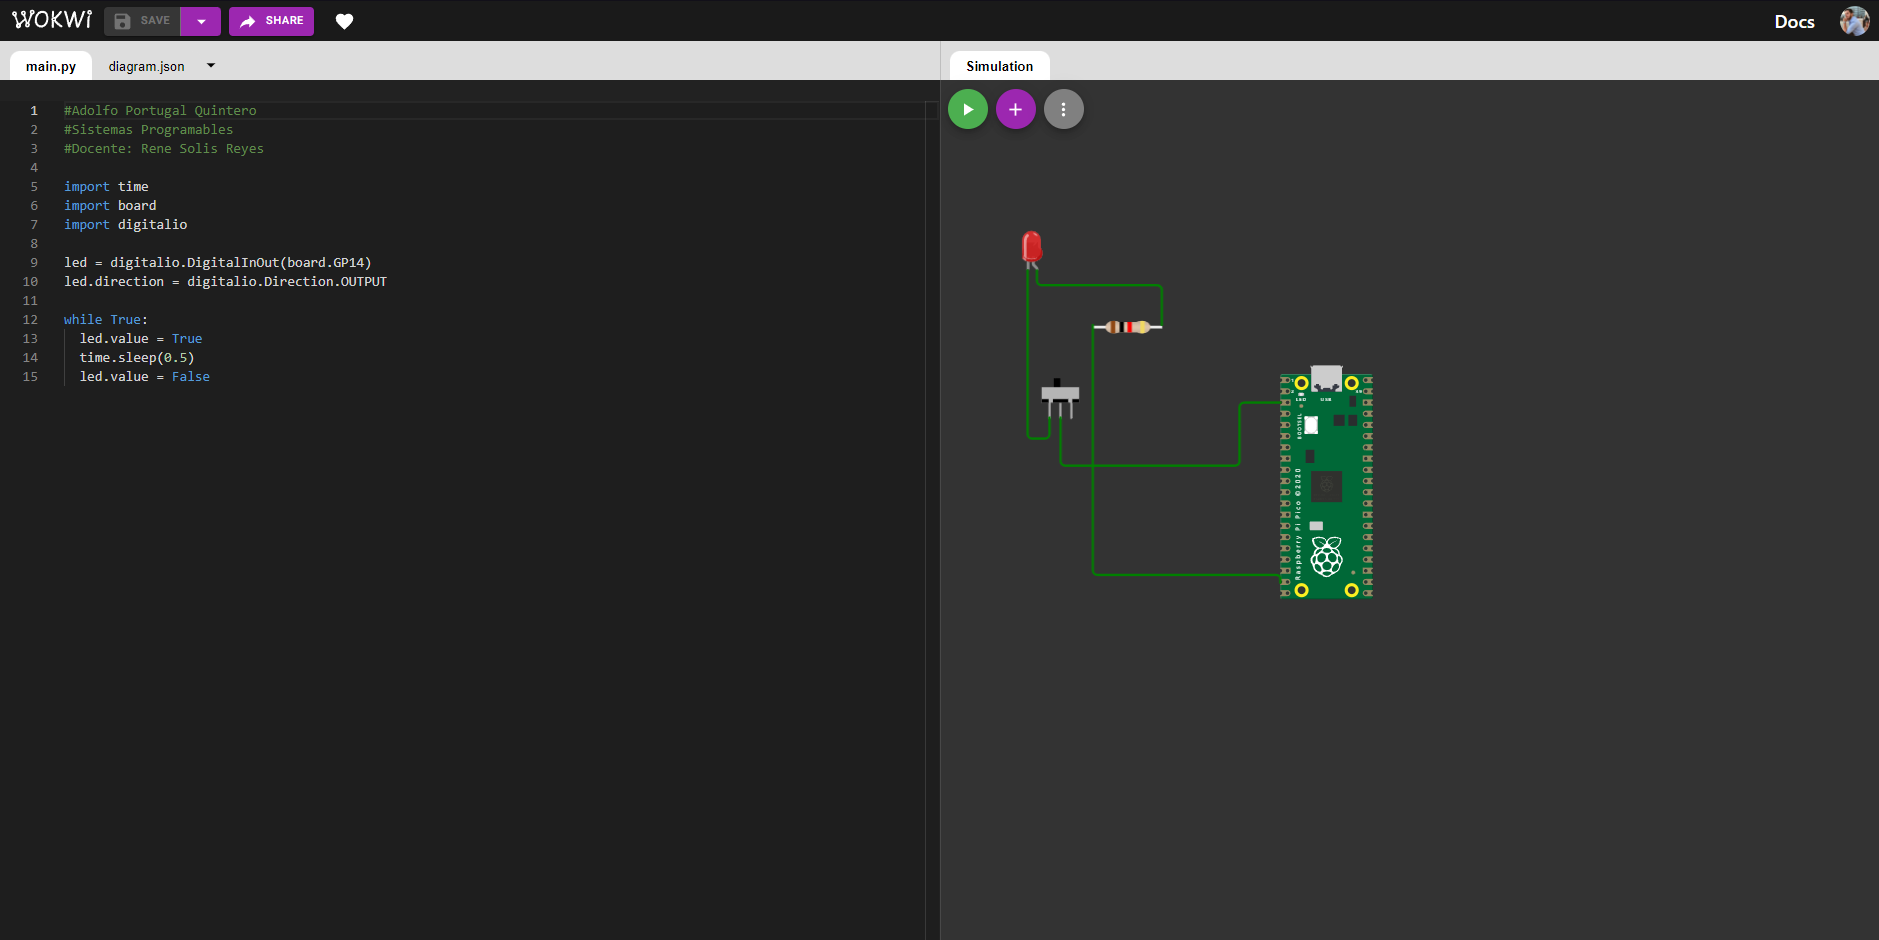 WOKWI
SAVE
SHARE
Docs
main.py
diagram.json
Simulation
1 #Adolfo Portugal Quintero
2 #Sistemas Programables
3 #Docente: Rene Solis Reyes
4
5 import time
6 import board
7 import digitalio
8
9 led = digitalio.DigitalInOut(board.GP14)
10 led.direction = digitalio.Direction.OUTPUT
11
12 while True:
13 led.value = True
14 time.sleep(0.5)
15 led.value = False
LED
USB
BOOTSEL
Raspberry Pi Pico ©2020